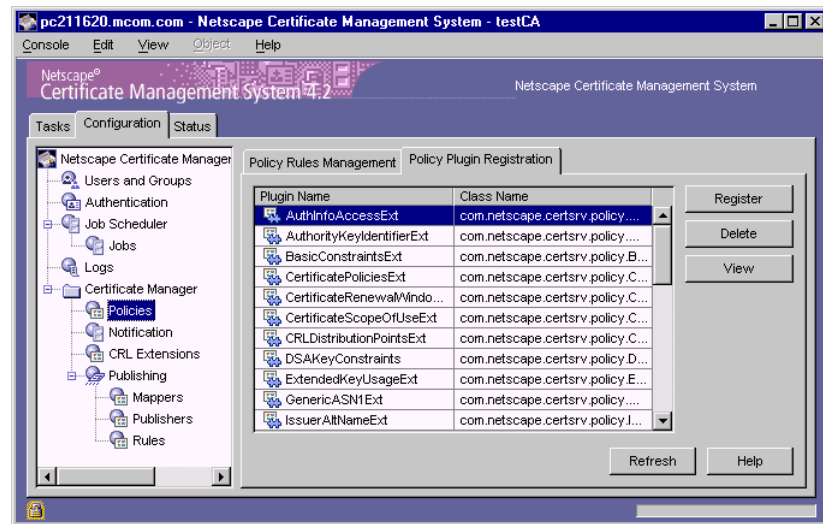 pc211620.mcom.com - Netscape Certificate Management System - testCA
Console Edit View Object Help
Netscape®
Certificate Management System 4.2
Netscape Certificate Management System
Tasks Configuration Status
Netscape Certificate Manager
Users and Groups
Authentication
Job Scheduler
Jobs
Logs
Certificate Manager
Policies
Notification
CRL Extensions
Publishing
Mappers
Publishers
Rules
Policy Rules Management Policy Plugin Registration
Plugin Name Class Name
AuthInfoAccessExt com.netscape.certsrv.policy....
AuthorityKeyIdentifierExt com.netscape.certsrv.policy....
BasicConstraintsExt com.netscape.certsrv.policy.B...
CertificatePoliciesExt com.netscape.certsrv.policy.C...
CertificateRenewalWindo... com.netscape.certsrv.policy.C...
CertificateScopeOfUseExt com.netscape.certsrv.policy.C...
CRLDistributionPointsExt com.netscape.certsrv.policy.C...
DSAKeyConstraints com.netscape.certsrv.policy.D...
ExtendedKeyUsageExt com.netscape.certsrv.policy.E...
GenericASN1Ext com.netscape.certsrv.policy.G...
IssuerAltNameExt com.netscape.certsrv.policy.I...
Register
Delete
View
Refresh Help